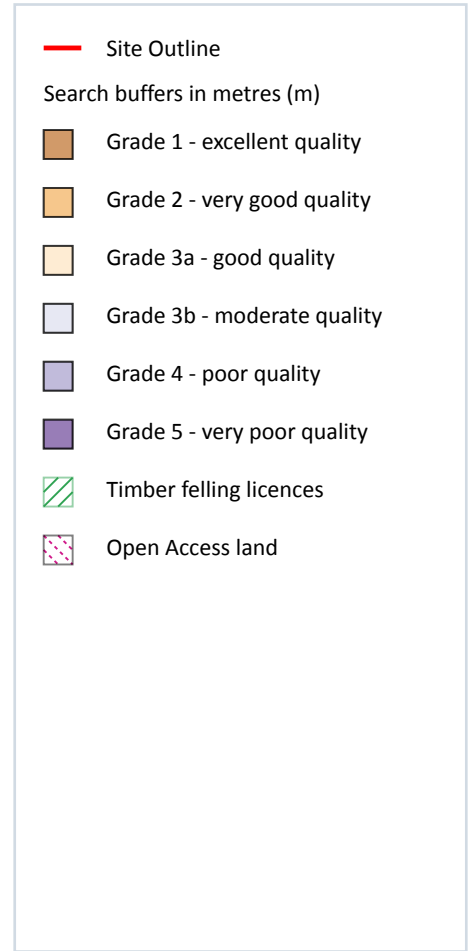 Site Outline
Search buffers in metres (m)
Grade 1 - excellent quality
Grade 2 - very good quality
Grade 3a - good quality
Grade 3b - moderate quality
Grade 4 - poor quality
Grade 5 - very poor quality
Timber felling licences
Open Access land